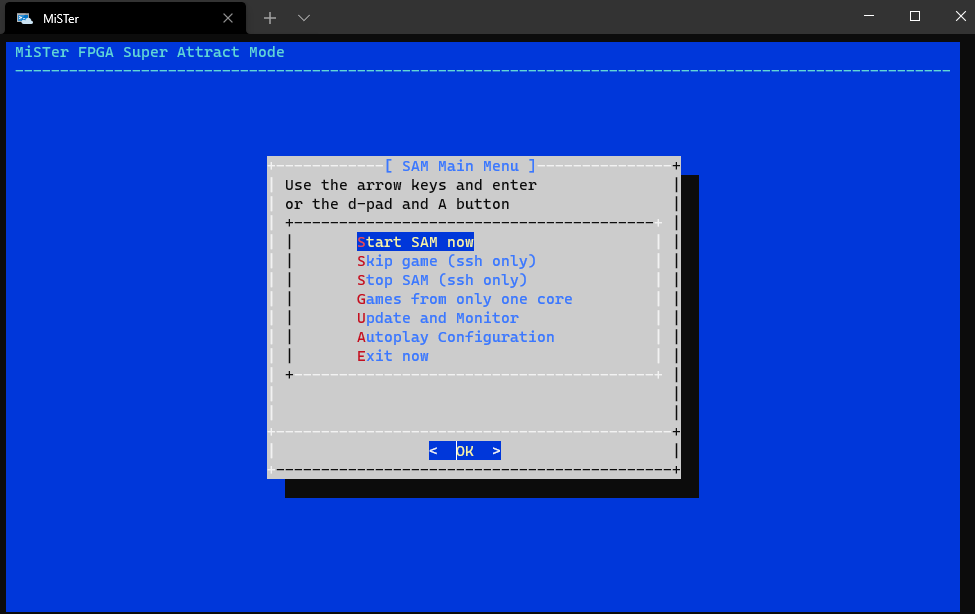 MiSTer
MiSTer FPGA Super Attract Mode
[ SAM Main Menu ]
Use the arrow keys and enter
or the d-pad and A button
Start SAM now
Skip game (ssh only)
Stop SAM (ssh only)
Games from only one core
Update and Monitor
Autoplay Configuration
Exit now
< OK >